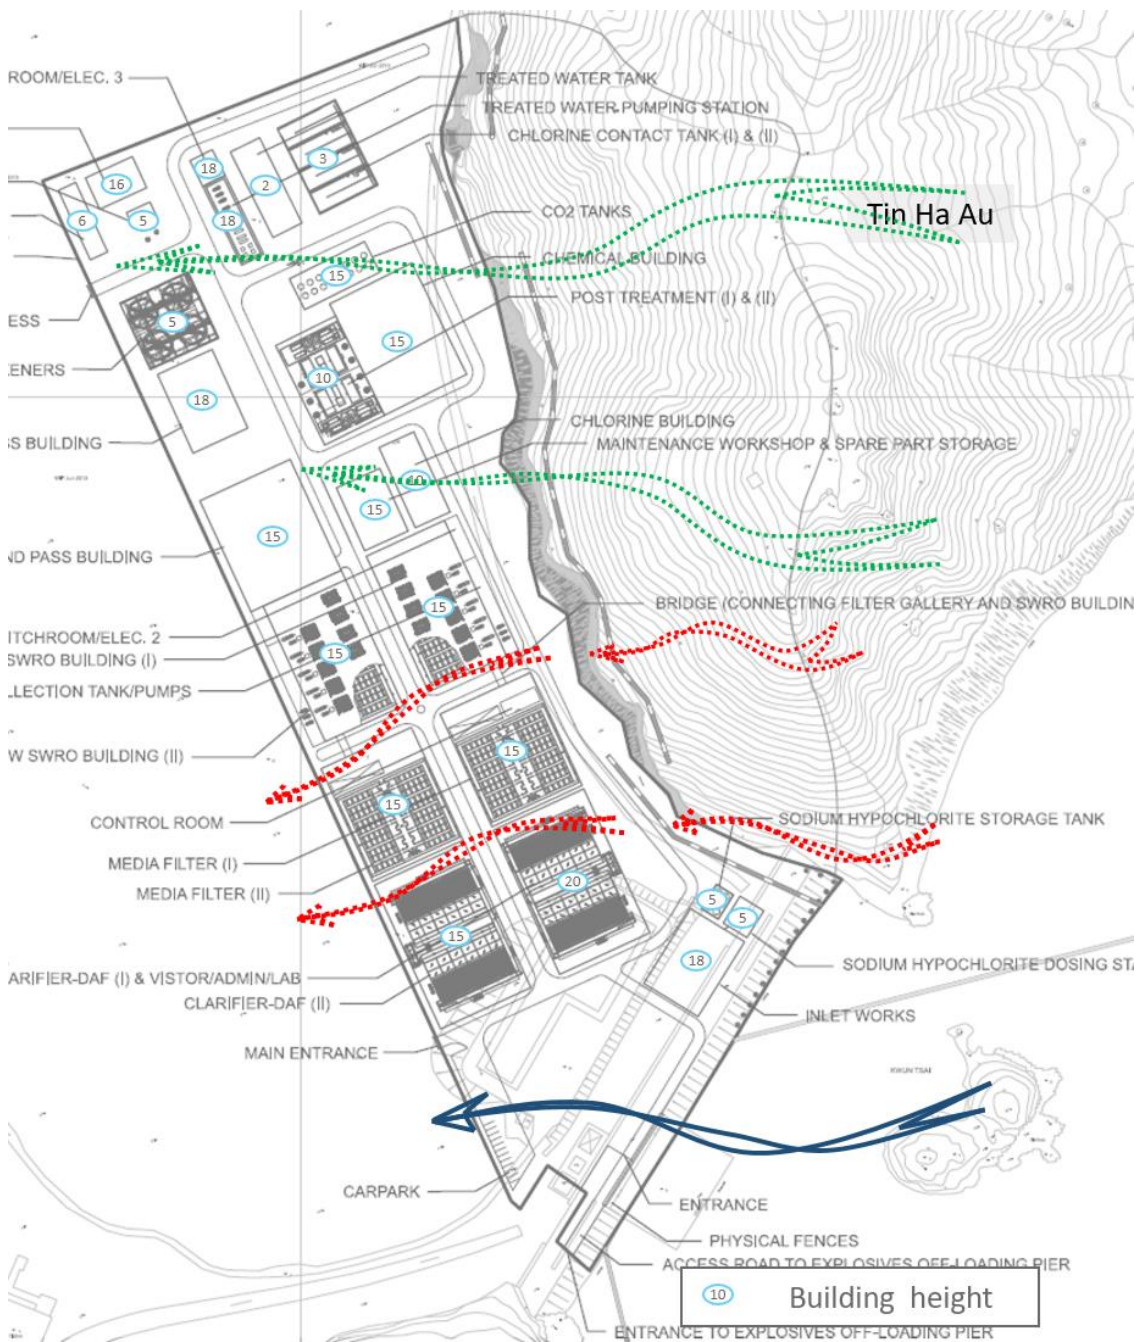 ROOM/ELEC. 3
TREATED WATER TANK
TREATED WATER PUMPING STATION
CHLORINE CONTACT TANK (I) & (II)
18
3
16
2
6
5
18
Tin Ha Au
CO2 TANKS
CHEMICAL BUILDING
15
POST TREATMENT (I) & (II)
ESS
5
15
ENERS
10
18
CHLORINE BUILDING
SS BUILDING
MAINTENANCE WORKSHOP & SPARE PART STORAGE
10
15
15
ND PASS BUILDING
BRIDGE (CONNECTING FILTER GALLERY AND SWRO BUILDIN
15
ITCHROOM/ELEC. 2
SWRO BUILDING (I)
15
LLECTION TANK/PUMPS
W SWRO BUILDING (II)
15
15
CONTROL ROOM
SODIUM HYPOCHLORITE STORAGE TANK
MEDIA FILTER (I)
MEDIA FILTER (II)
20
5
5
15
18
SODIUM HYPOCHLORITE DOSING STA
ARIFIER-DAF (I) & VISTOR/ADMIN/LAB
CLARIFIER-DAF (II)
INLET WORKS
MAIN ENTRANCE
KWUN TSAI
CARPARK
ENTRANCE
PHYSICAL FENCES
ACCESS ROAD TO EXPLOSIVES OFF-LOADING PIER
10 Building height
ENTRANCE TO EXPLOSIVES OFF-LOADING PIER